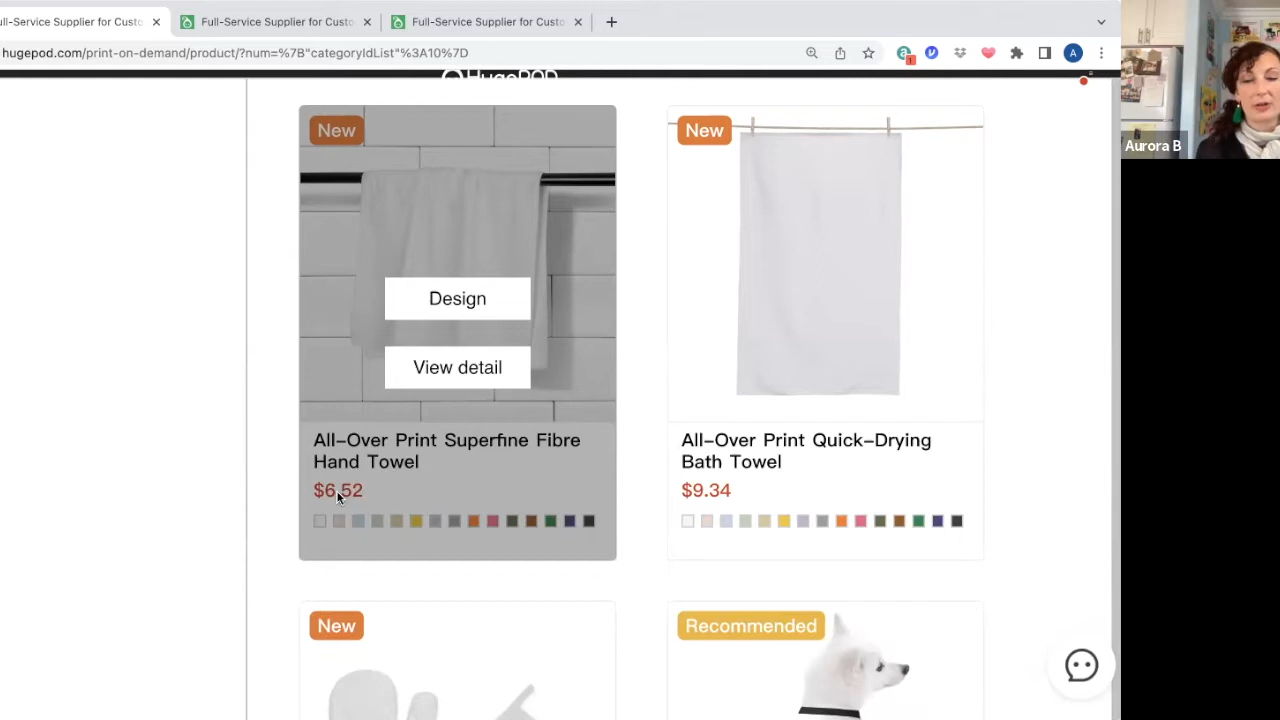 ull-Service Supplier for Custo
Full-Service Supplier for Custo
Full-Service Supplier for Custo
hugepod.com/print-on-demand/product/?num=%7B"categoryIdList"%3A10%7D
1
A
HugePOD
Aurora B
New
New
Design
View detail
All-Over Print Superfine Fibre
Hand Towel
$6.52
All-Over Print Quick-Drying
Bath Towel
$9.34
New
Recommended